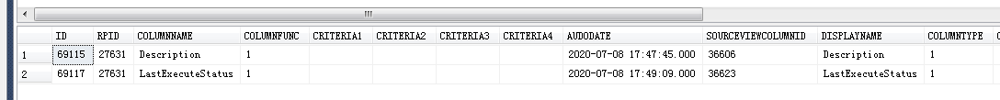 ID RPID COLUMNNAME COLUMNFUNC CRITERIA1 CRITERIA2 CRITERIA3 CRITERIA4 AUDODATE SOURCEVIEWCOLUMNID DISPLAYNAME COLUMNTYPE
1 69115 27631 Description 1 2020-07-08 17:47:45.000 36606 Description 1
2 69117 27631 LastExecuteStatus 1 2020-07-08 17:49:09.000 36623 LastExecuteStatus 1